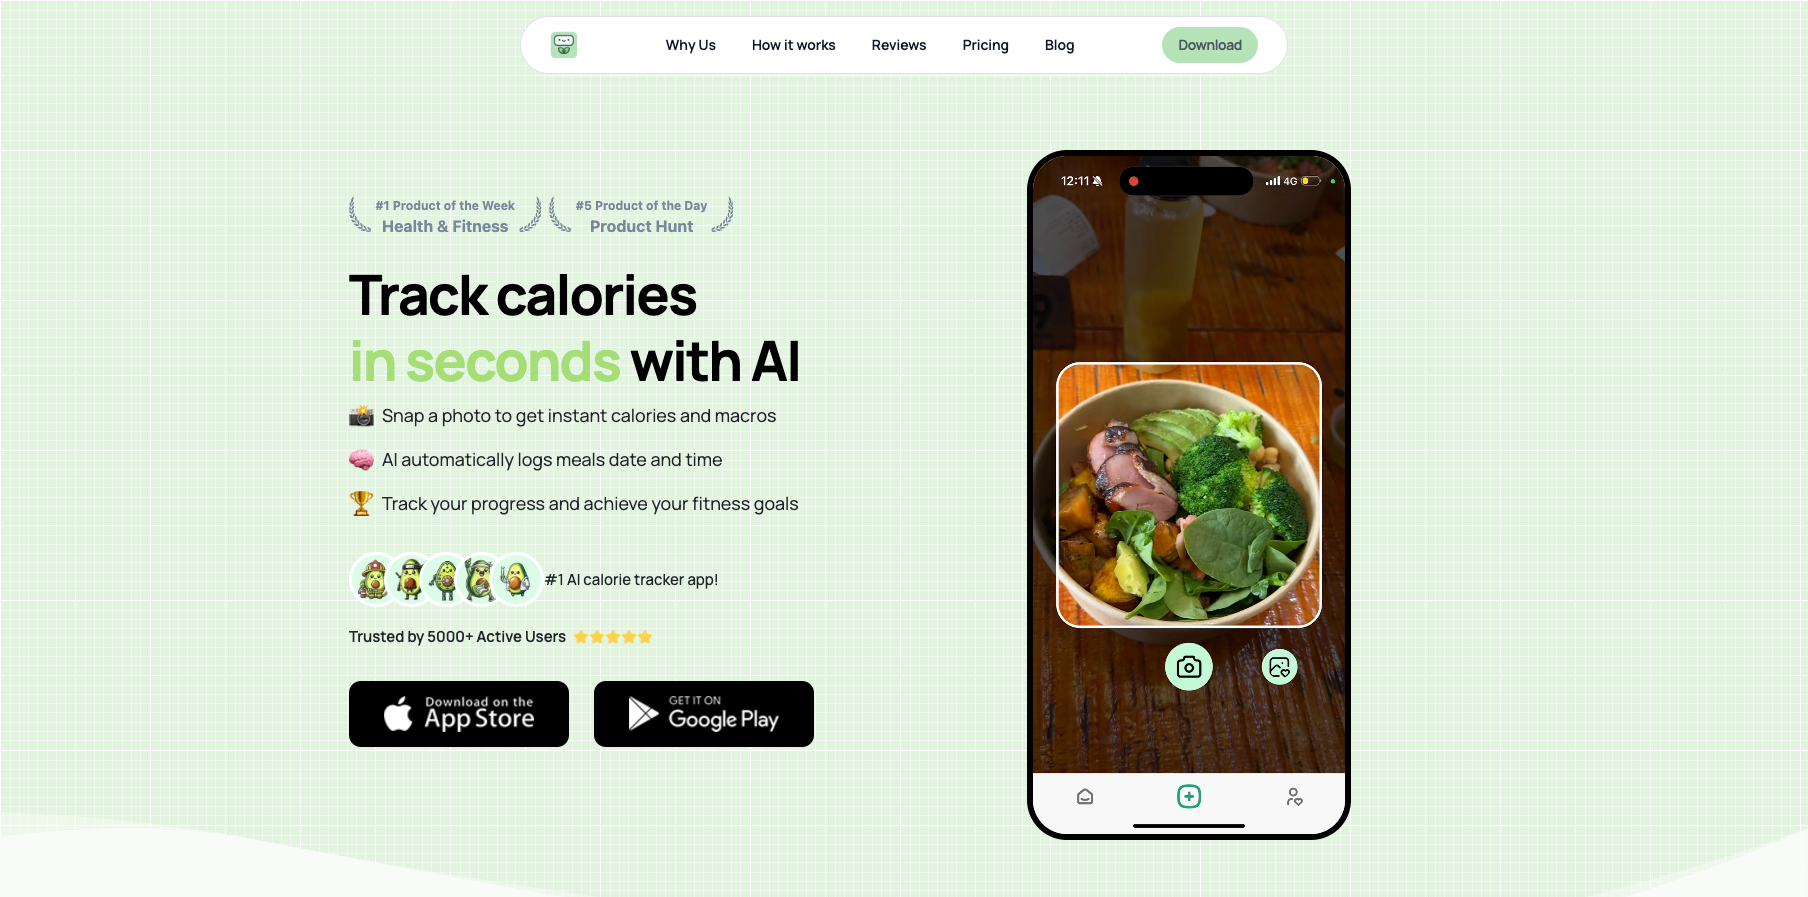 Why Us
How it works
Reviews
Pricing
Blog
Download
#1 Product of the Week
Health & Fitness
#5 Product of the Day
Product Hunt
Track calories
in seconds with AI
Snap a photo to get instant calories and macros
AI automatically logs meals date and time
Track your progress and achieve your fitness goals
#1 AI calorie tracker app!
Trusted by 5000+ Active Users
Download on the
App Store
GET IT ON
Google Play
12:11
4G